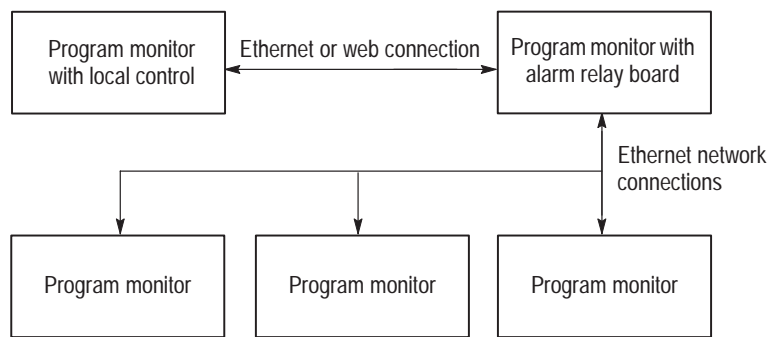 Program monitor
with local control
Ethernet or web connection
Program monitor with
alarm relay board
Ethernet network
connections
Program monitor
Program monitor
Program monitor